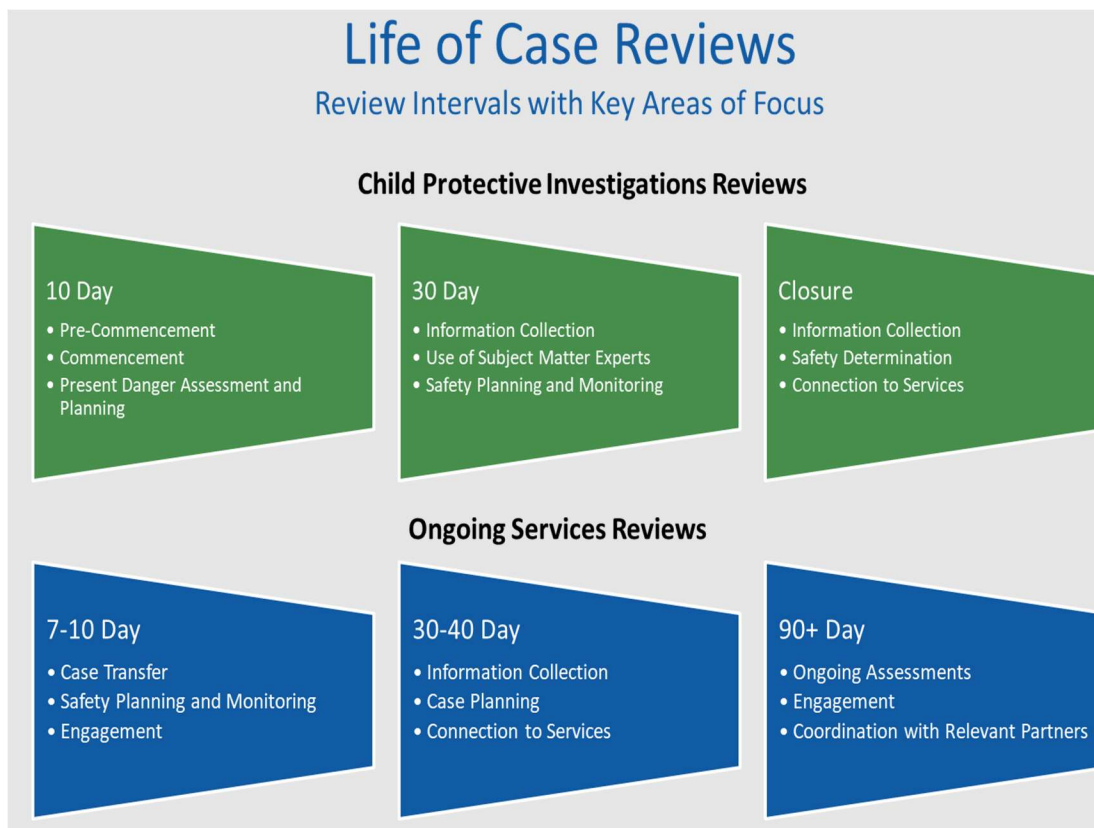 Life of Case Reviews
Review Intervals with Key Areas of Focus
Child Protective Investigations Reviews
10 Day
• Pre-Commencement
• Commencement
• Present Danger Assessment and
Planning
30 Day
• Information Collection
• Use of Subject Matter Experts
• Safety Planning and Monitoring
Closure
• Information Collection
• Safety Determination
• Connection to Services
Ongoing Services Reviews
7-10 Day
• Case Transfer
• Safety Planning and Monitoring
• Engagement
30-40 Day
• Information Collection
• Case Planning
• Connection to Services
90+ Day
• Ongoing Assessments
• Engagement
• Coordination with Relevant Partners